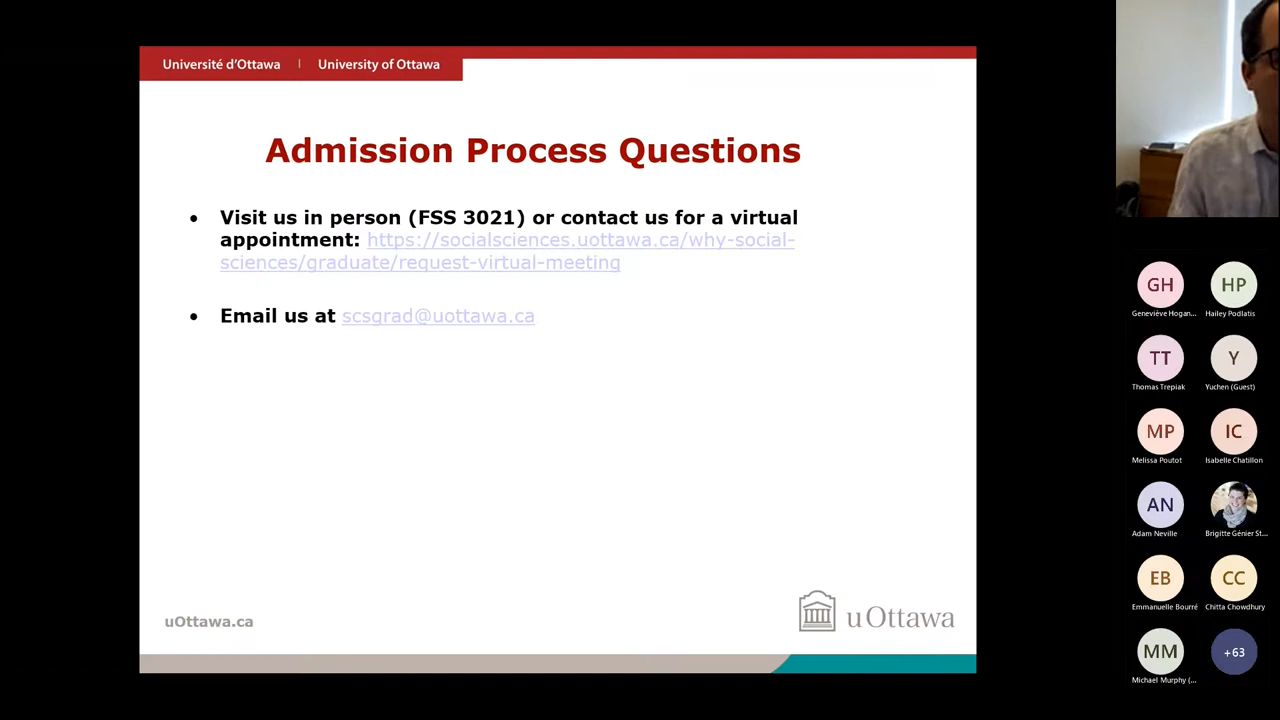 Université d'Ottawa | University of Ottawa
Admission Process Questions
• Visit us in person (FSS 3021) or contact us for a virtual
appointment: https://socialsciences.uottawa.ca/why-social-
sciences/graduate/request-virtual-meeting
• Email us at scsgrad@uottawa.ca
uOttawa.ca
uOttawa
GH HP
Geneviève Hogan... Hailey Podlatis
TT Y
Thomas Trepiak Yuchen (Guest)
MP IC
Melissa Poutot Isabelle Chatillon
AN
Adam Neville Brigitte Génier St...
EB CC
Emmanuelle Bourré Chitta Chowdhury
MM +63
Michael Murphy (...